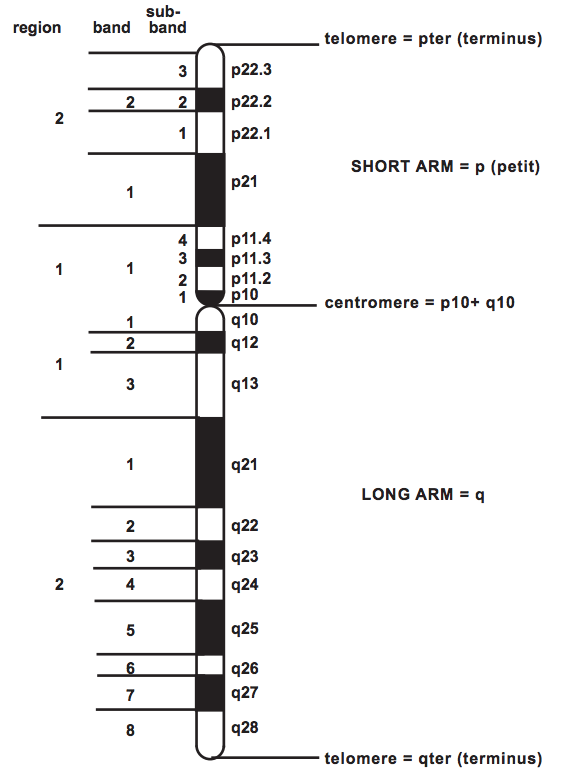 sub-
region band band
telomere = pter (terminus)
3 p22.3
2 2 p22.2
2
1 p22.1
SHORT ARM = p (petit)
1 p21
4 p11.4
3 p11.3
1 1
2 p11.2
1 p10
centromere = p10+ q10
1 q10
2 q12
1
3 q13
1 q21
LONG ARM = q
2 q22
3 q23
2 4 q24
5 q25
6 q26
7 q27
8 q28
telomere = qter (terminus)